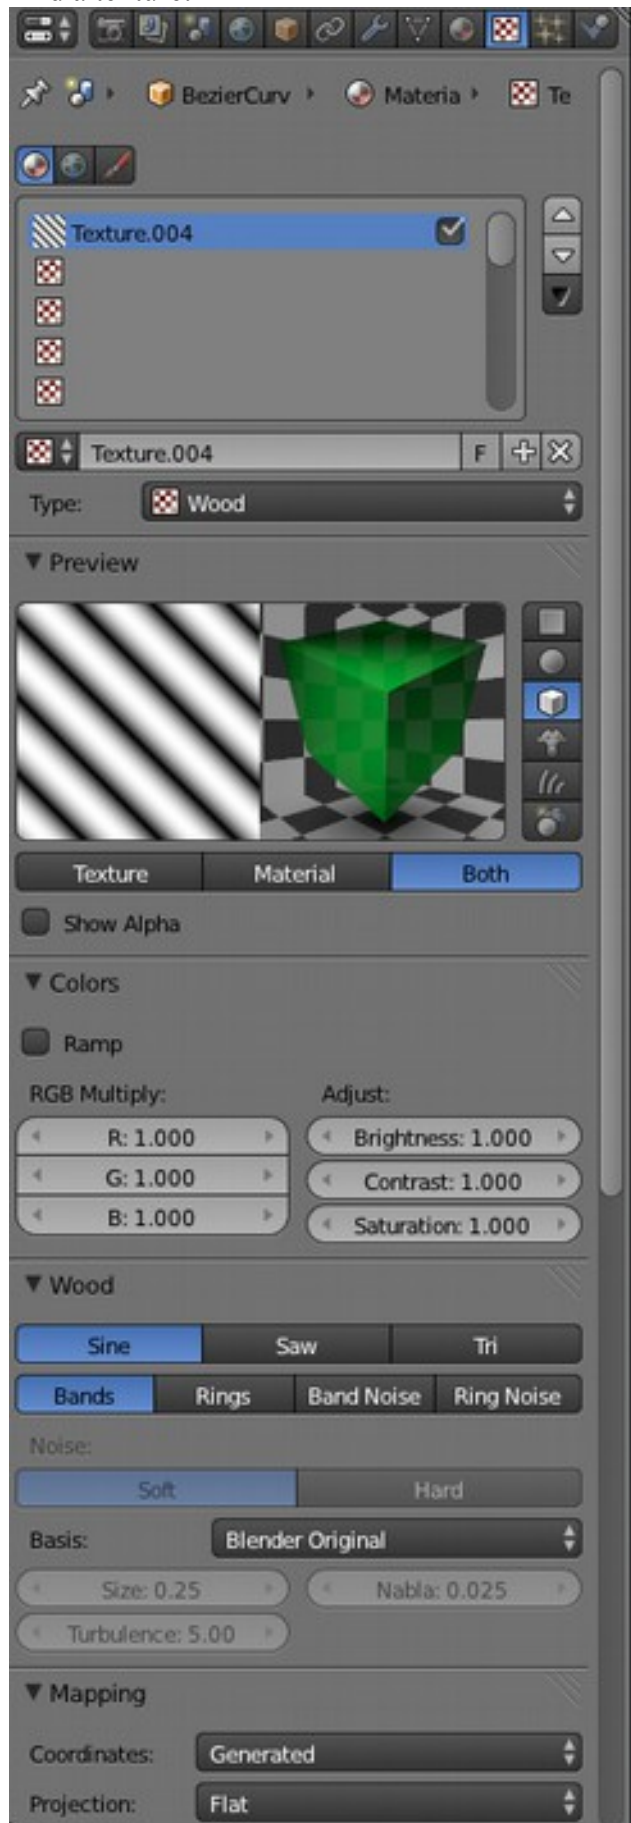 BezierCurv Materia Te
Texture.004
Texture.004 F
Type: Wood
Preview
Texture Material Both
Show Alpha
Colors
Ramp
RGB Multiply: Adjust:
R: 1.000 Brightness: 1.000
G: 1.000 Contrast: 1.000
B: 1.000 Saturation: 1.000
Wood
Sine Saw Tri
Bands Rings Band Noise Ring Noise
Noise:
Soft Hard
Basis: Blender Original
Size: 0.25 Nabla: 0.025
Turbulence: 5.00
Mapping
Coordinates: Generated
Projection: Flat